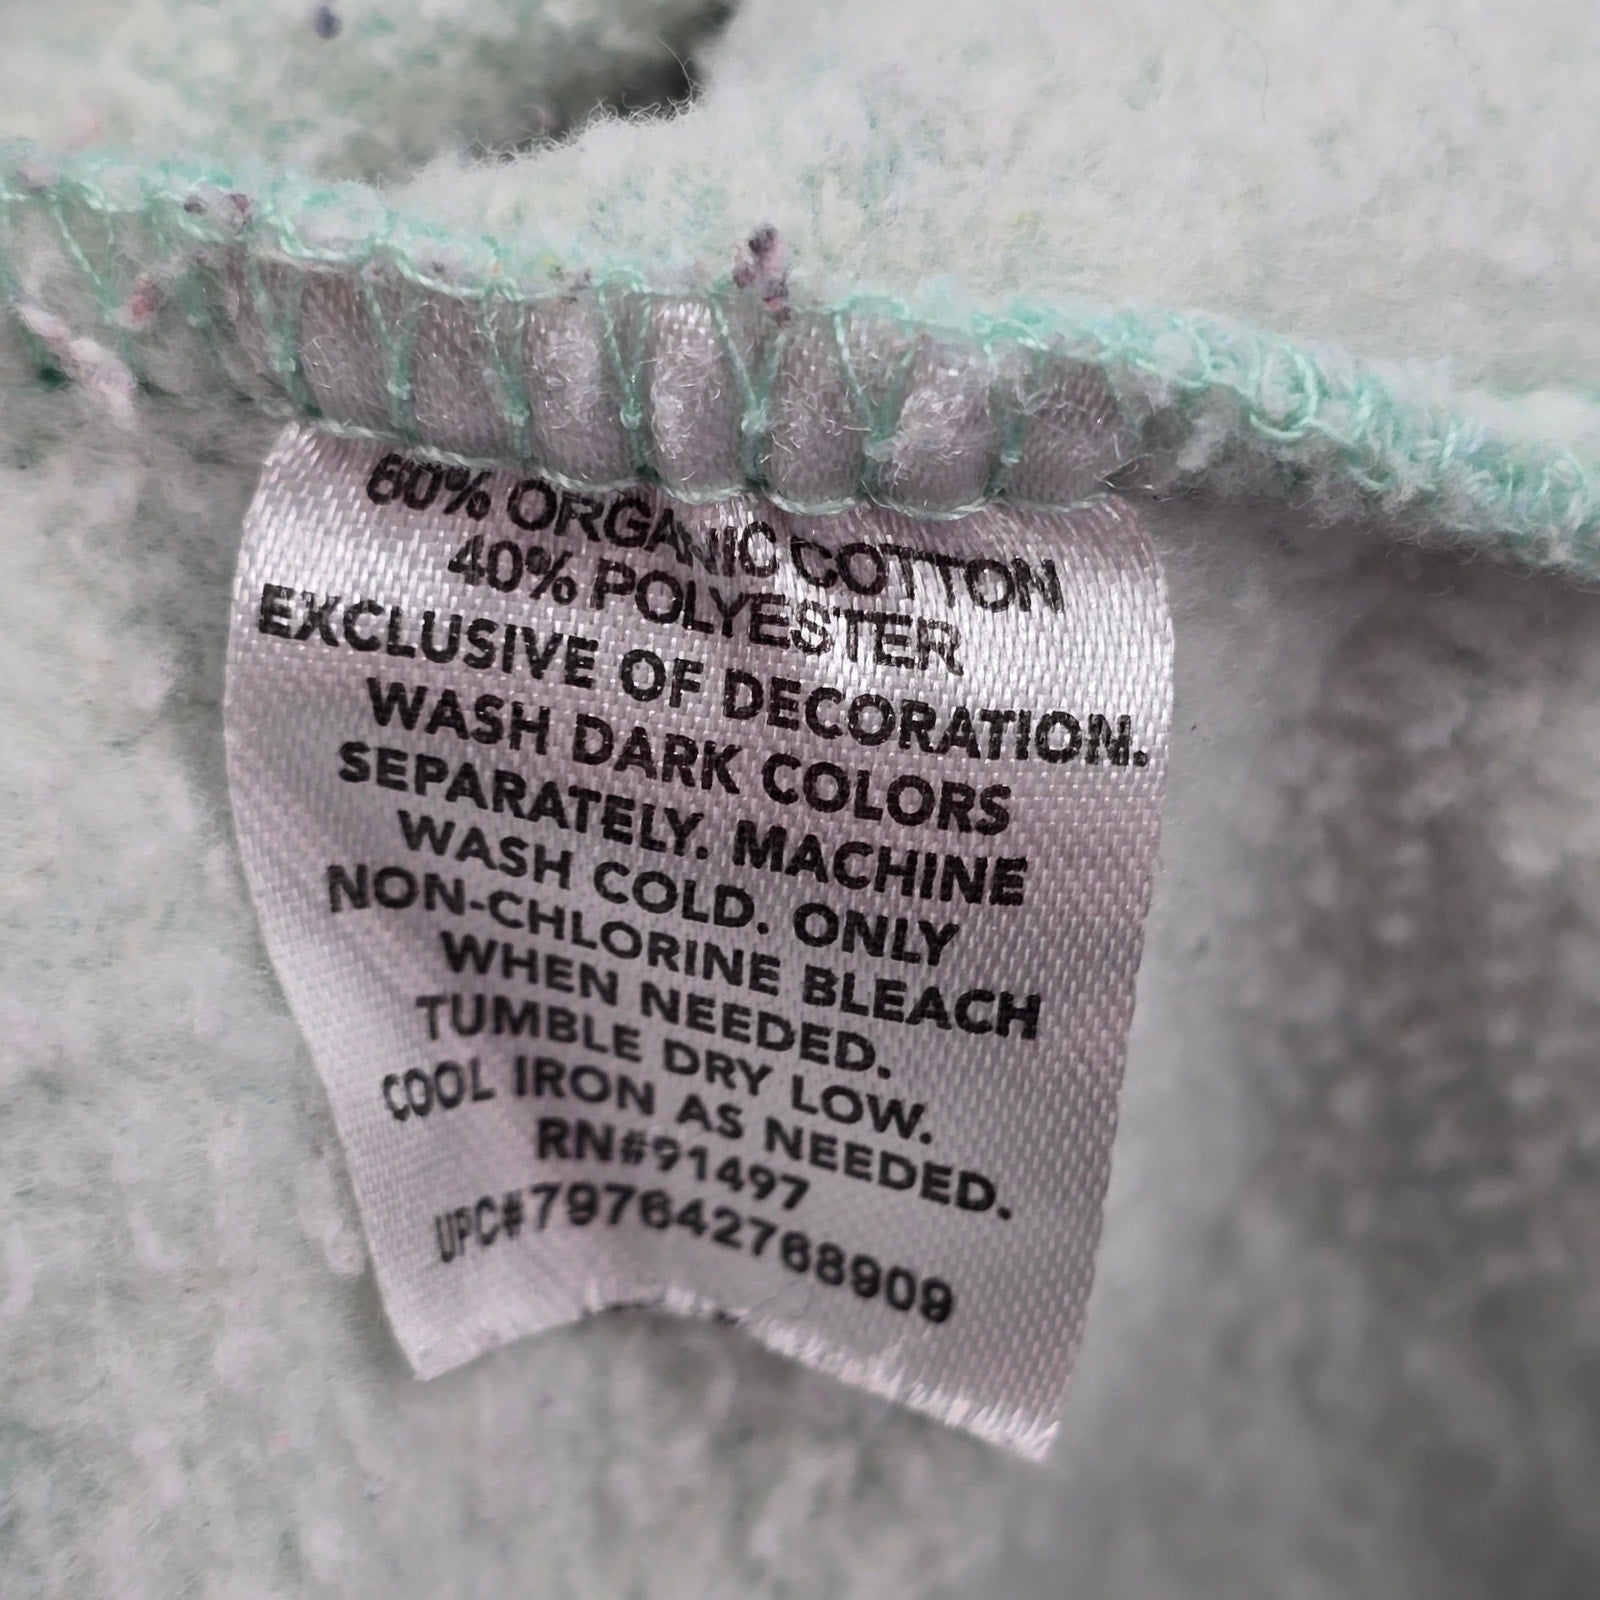 60% ORGANIC COTTON
40% POLYESTER
EXCLUSIVE OF DECORATION.
WASH DARK COLORS
SEPARATELY. MACHINE
WASH COLD. ONLY
NON-CHLORINE BLEACH
WHEN NEEDED.
TUMBLE DRY LOW.
COOL IRON AS NEEDED.
RN#91497
UPC#797642768909